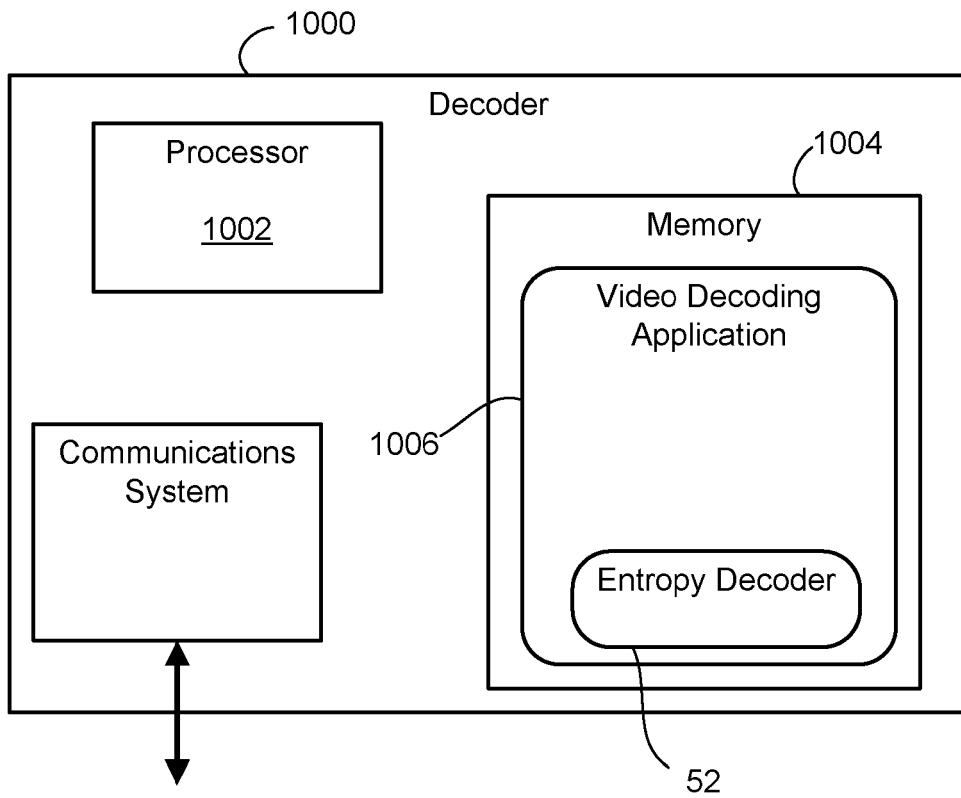 1000
Decoder
Processor
1002
1004
Memory
Video Decoding
Application
1006
Communications
System
Entropy Decoder
52